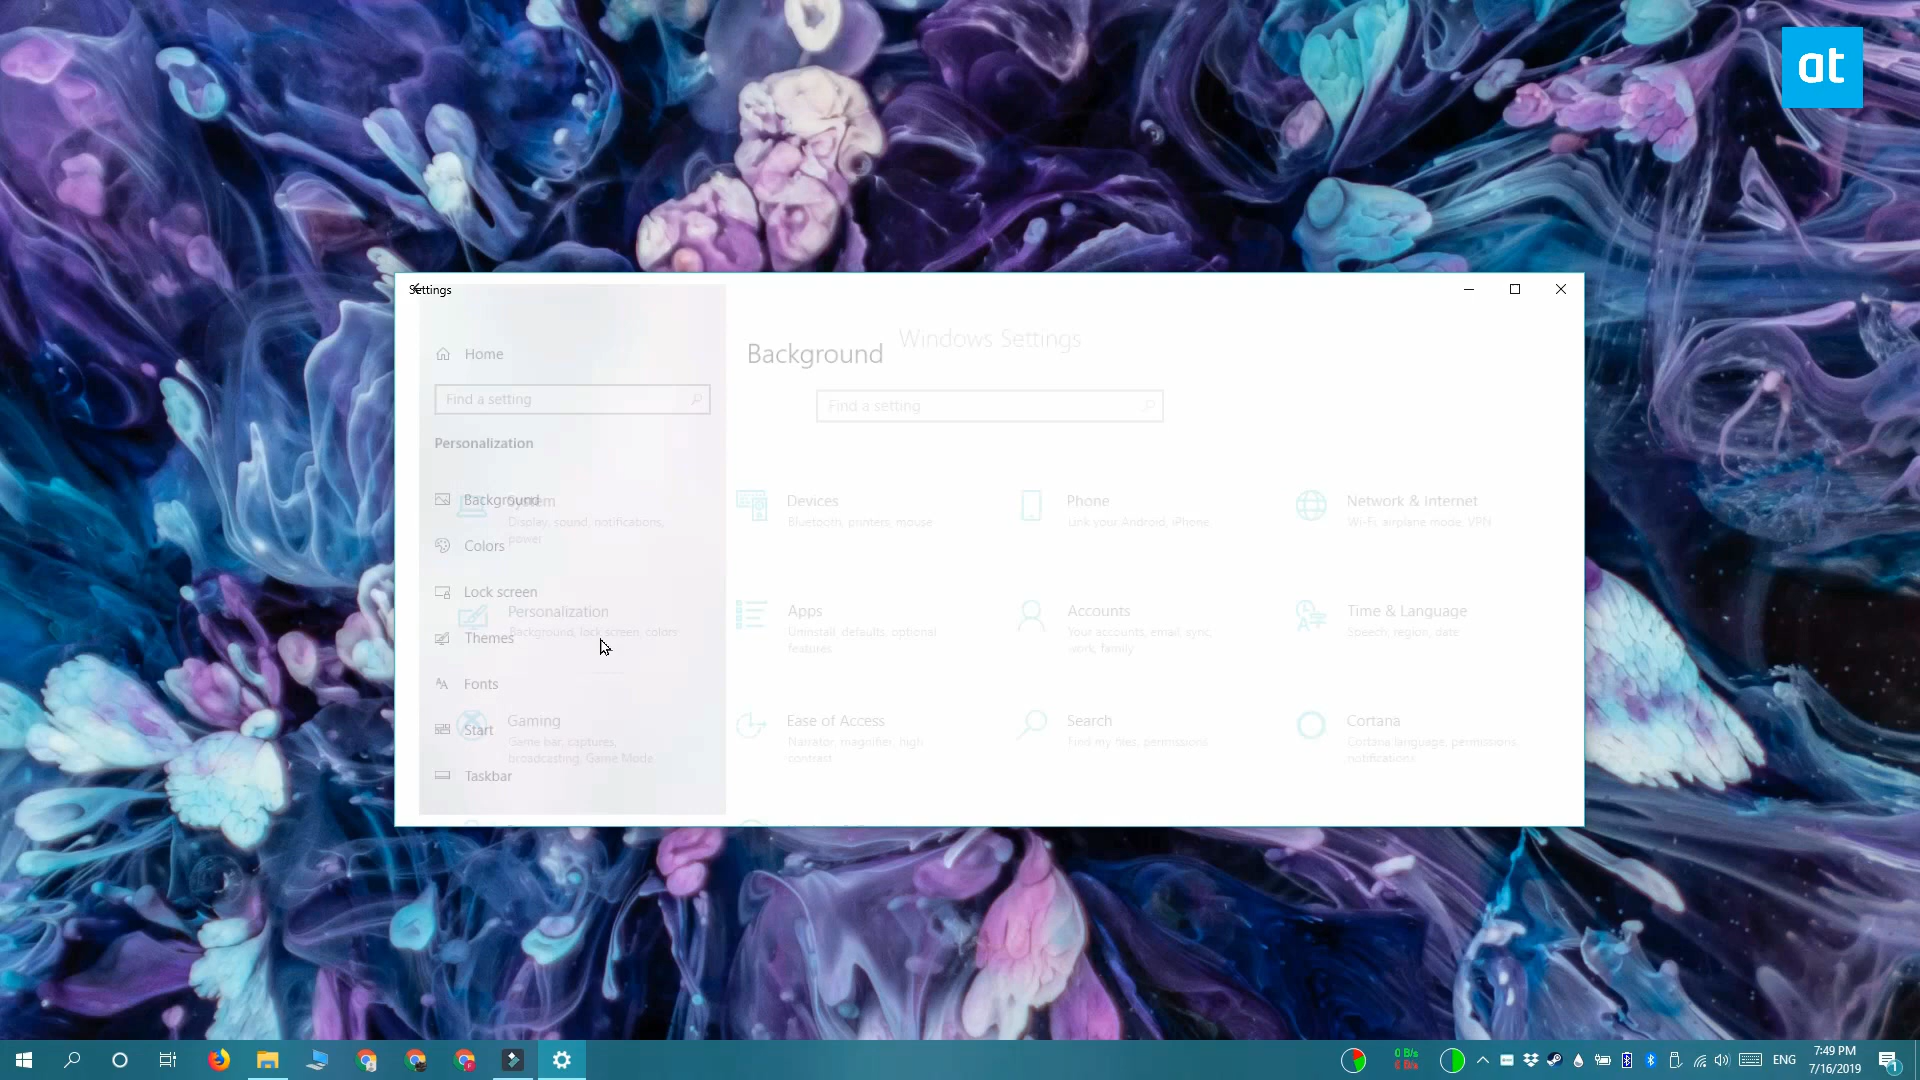 at
Settings
Windows Settings
Home
Background
Find a setting
Find a setting
Personalization
Background
System
Display, sound, notifications,
power
Devices
Bluetooth, printers, mouse
Phone
Link your Android, iPhone
Network & Internet
Wi-Fi, airplane mode, VPN
Colors
Lock screen
Personalization
Background, lock screen, colors
Apps
Uninstall, defaults, optional
features
Accounts
Your accounts, email, sync,
work, family
Time & Language
Speech, region, date
Themes
Fonts
Gaming
Game bar, captures,
broadcasting, Game Mode
Ease of Access
Narrator, magnifier, high
contrast
Search
Find my files, permissions
Cortana
Cortana language, permissions,
notifications
Start
Taskbar
0 B/s
0 B/s
ENG
7:49 PM
7/16/2019
1